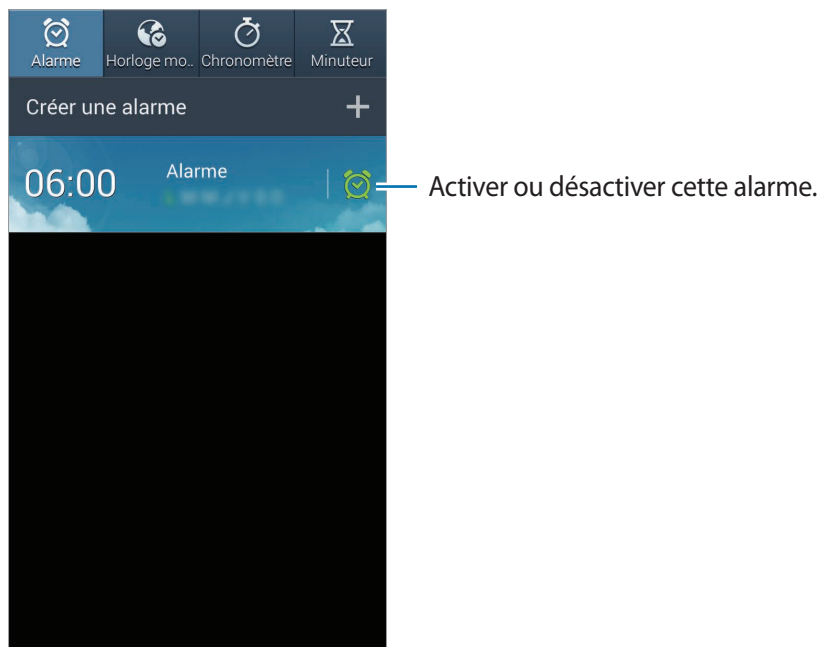 Alarme
Horloge mo..
Chronomètre
Minuteur
Créer une alarme
06:00
Alarme
Activer ou désactiver cette alarme.